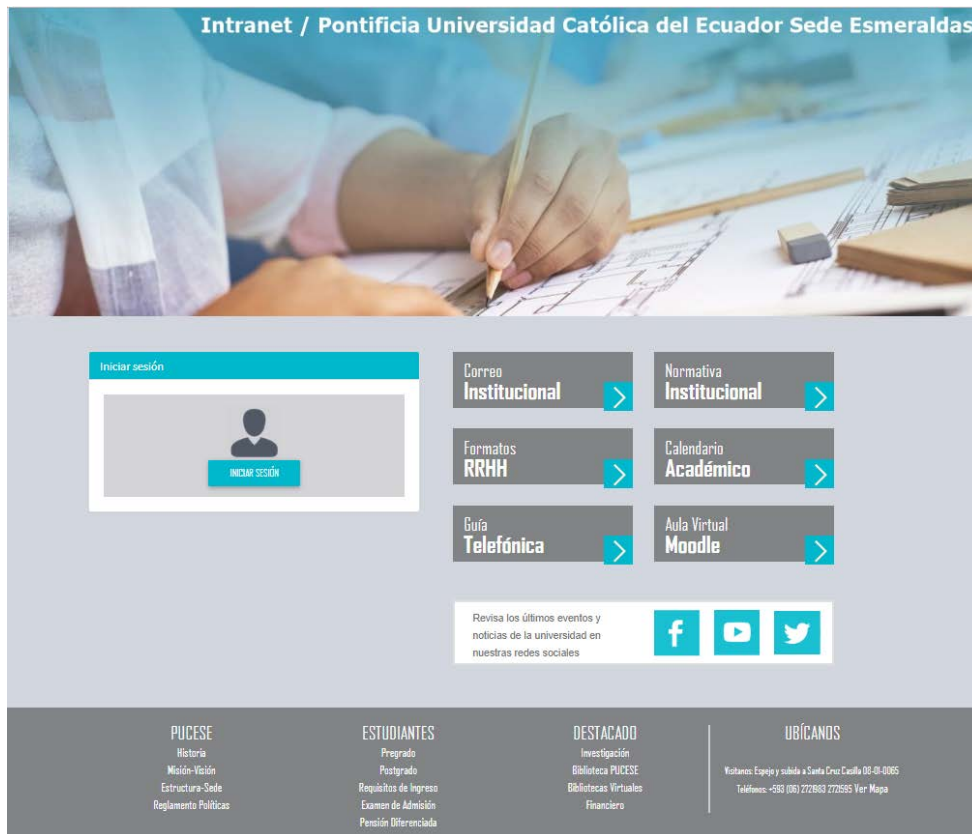 Intranet / Pontificia Universidad Católica del Ecuador Sede Esmeraldas
Iniciar sesión
INICIAR SESIÓN
Correo
Institucional
Normativa
Institucional
Formatos
RRHH
Calendario
Académico
Guía
Telefónica
Aula Virtual
Moodle
Revisa los últimos eventos y
noticias de la universidad en
nuestras redes sociales
PUCESE
Historia
Misión-Visión
Estructura-Sede
Reglamento Políticas
ESTUDIANTES
Pregrado
Postgrado
Requisitos de Ingreso
Examen de Admisión
Pensión Diferenciada
DESTACADO
Investigación
Biblioteca PUCESE
Bibliotecas Virtuales
Financiero
UBÍCANOS
Visítanos: Espejo y subida a Santa Cruz Casilla 08-01-0065
Teléfonos: +593 (06) 2721983 2721595 Ver Mapa